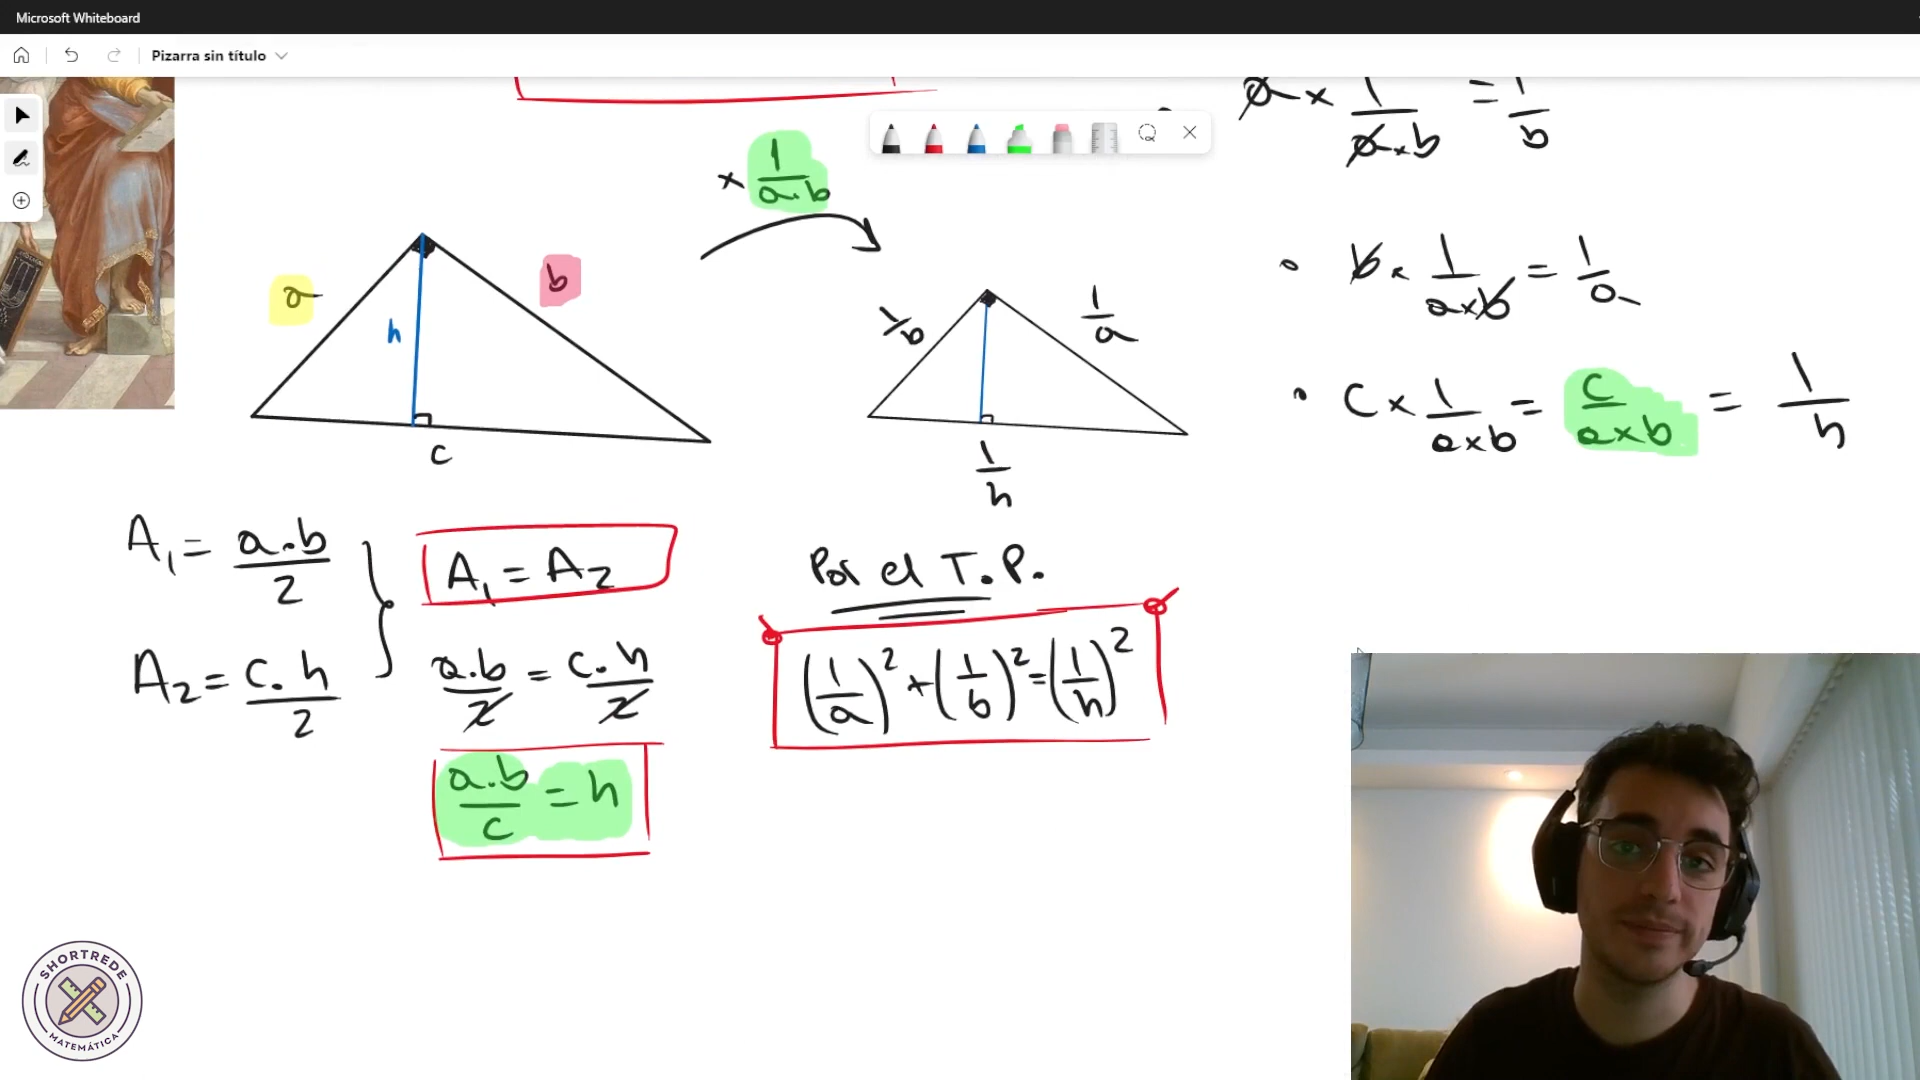 Microsoft Whiteboard
Pizarra sin título
a × 1/(a×b) = 1/b
× 1/(a·b)
a
b
h
c
1/b
1/a
1/h
• b × 1/(a×b) = 1/a
• c × 1/(a×b) = c/(a×b) = 1/h
A₁ = a·b/2
A₂ = c·h/2
A₁ = A₂
a·b/2 = c·h/2
a·b/c = h
Por el T.P.
(1/a)² + (1/b)² = (1/h)²
SHORTREDE
MATEMÁTICA